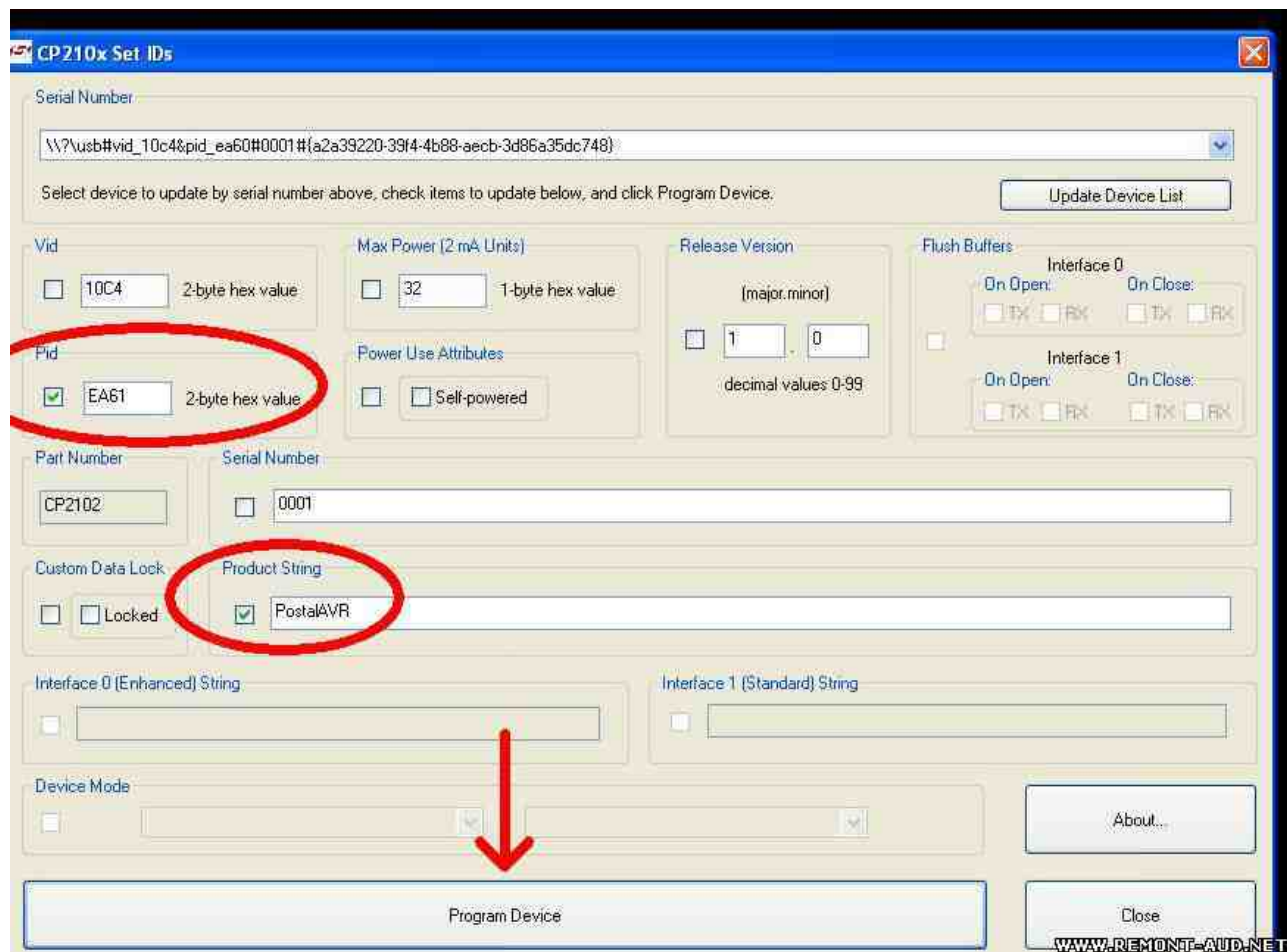 CP210x Set IDs
Serial Number
\\?\usb#vid_10c4&pid_ea60#0001#{a2a39220-39f4-4b88-aecb-3d86a35dc748}
Select device to update by serial number above, check items to update below, and click Program Device.
Update Device List
Vid
10C4
2-byte hex value
Max Power (2 mA Units)
32
1-byte hex value
Release Version
(major.minor)
1 . 0
decimal values 0-99
Flush Buffers
Interface 0
On Open: On Close:
TX RX TX RX
Interface 1
On Open: On Close:
TX RX TX RX
Pid
EA61
2-byte hex value
Power Use Attributes
Self-powered
Part Number
CP2102
Serial Number
0001
Custom Data Lock
Locked
Product String
PostalAVR
Interface 0 (Enhanced) String
Interface 1 (Standard) String
Device Mode
About...
Program Device
Close
WWW.REMONT-AUD.NE